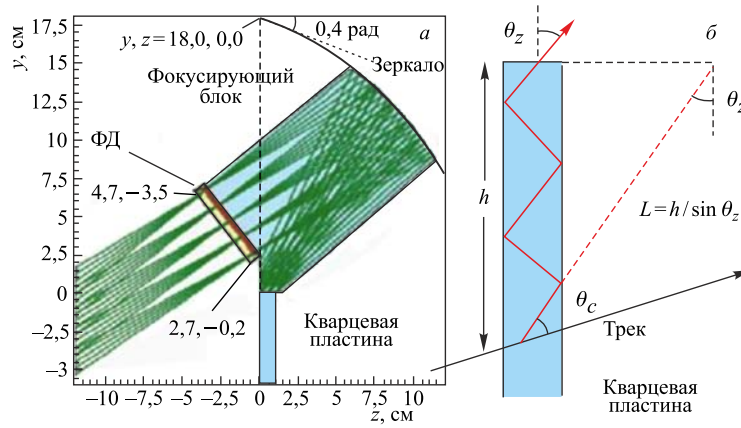 y, см
17,5
15
12,5
10
7,5
5
2,5
0
−2,5
−3
y, z=18,0, 0,0
0,4 рад
а
Зеркало
Фокусирующий
блок
ФД
4,7,−3,5
2,7,−0,2
Кварцевая
пластина
−10
−7,5
−5
−2,5
0
2,5
5
7,5
10
z, см
θz
б
θz
h
L=h/sin θz
θc
Трек
Кварцевая
пластина